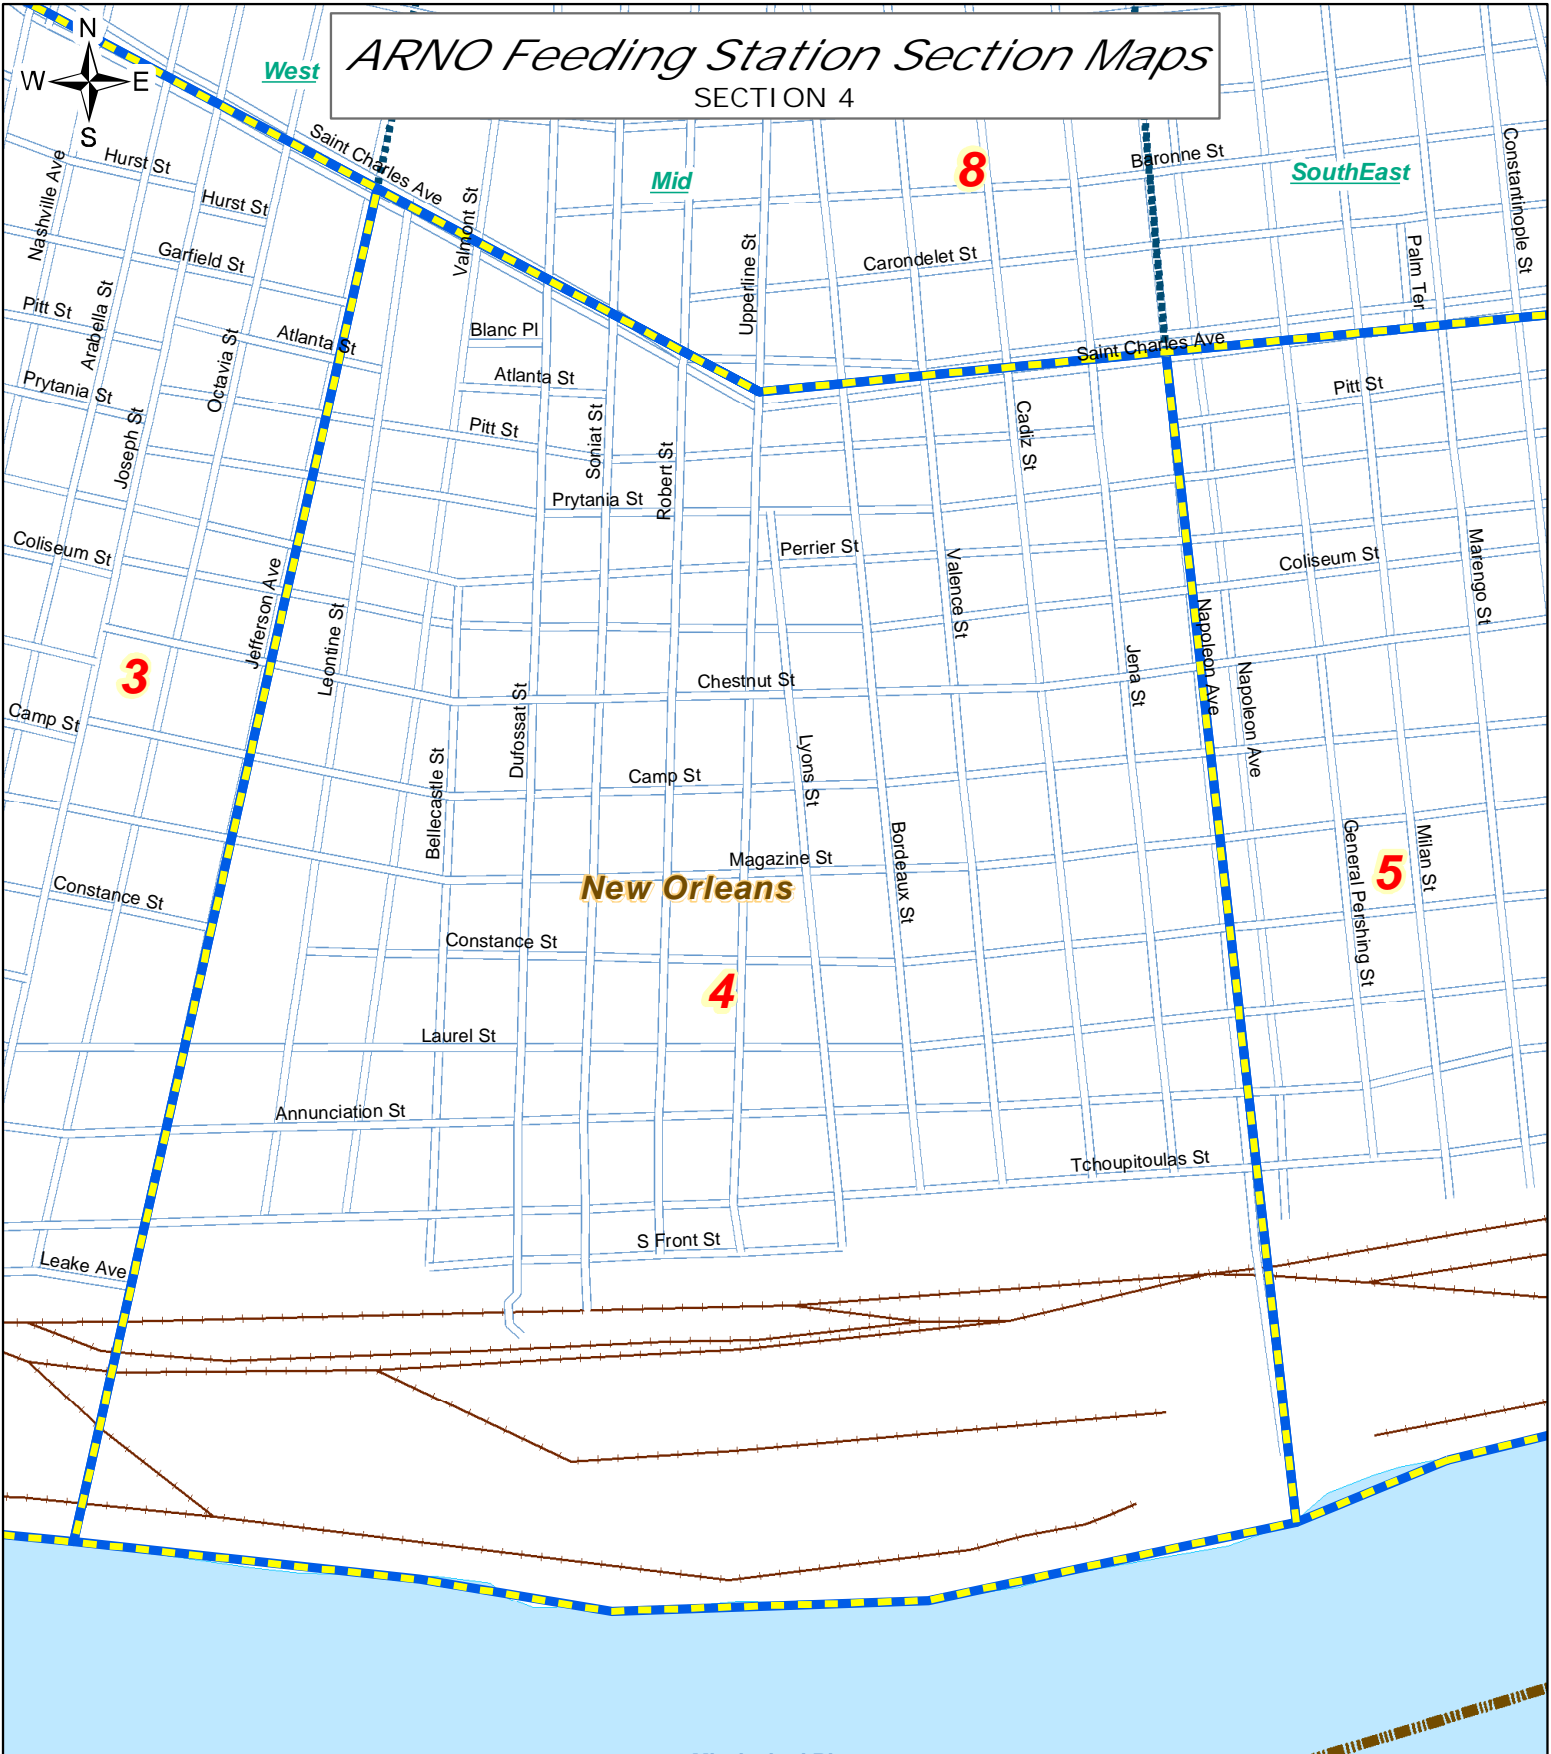 ARNO Feeding Station Section Maps
SECTION 4
N
W
E
S
West
Mid
8
SouthEast
Saint Charles Ave
Baronne St
Constantinople St
Hurst St
Nashville Ave
Hurst St
Valmont St
Garfield St
Upperline St
Carondelet St
Palm Ter
Pitt St
Arabella St
Atlanta St
Octavia St
Blanc Pl
Saint Charles Ave
Prytania St
Atlanta St
Pitt St
Joseph St
Pitt St
Soniat St
Robert St
Cadiz St
Prytania St
Coliseum St
Perrier St
Coliseum St
Valence St
Marengo St
Jefferson Ave
Leontine St
Napoleon Ave
3
Chestnut St
Jena St
Napoleon Ave
Camp St
Dufossat St
Camp St
Lyons St
Bellecastle St
Magazine St
Bordeaux St
General Pershing St
Milan St
5
New Orleans
Constance St
Constance St
4
Laurel St
Annunciation St
Tchoupitoulas St
S Front St
Leake Ave